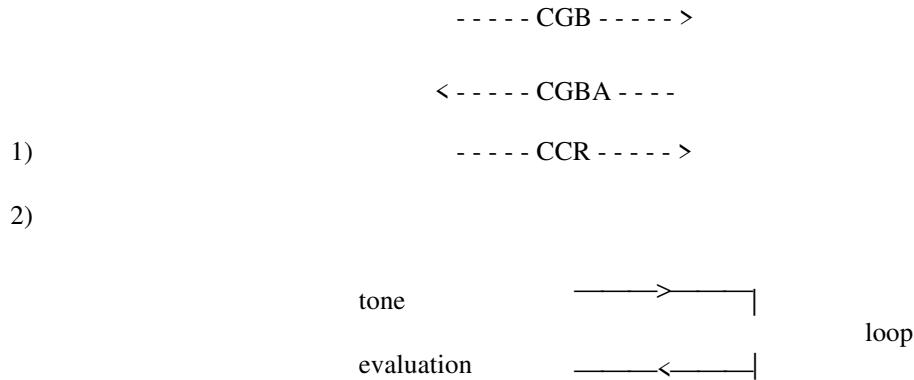 - - - - - CGB - - - - - >
< - - - - - CGBA - - - -
1) - - - - - CCR - - - - - >
2)
tone
loop
evaluation